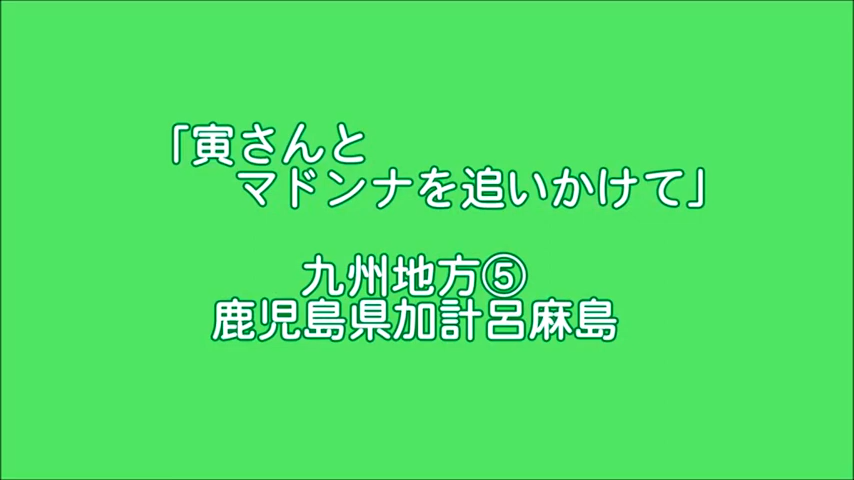 「寅さんと
マドンナを追いかけて」
九州地方⑤
鹿児島県加計呂麻島